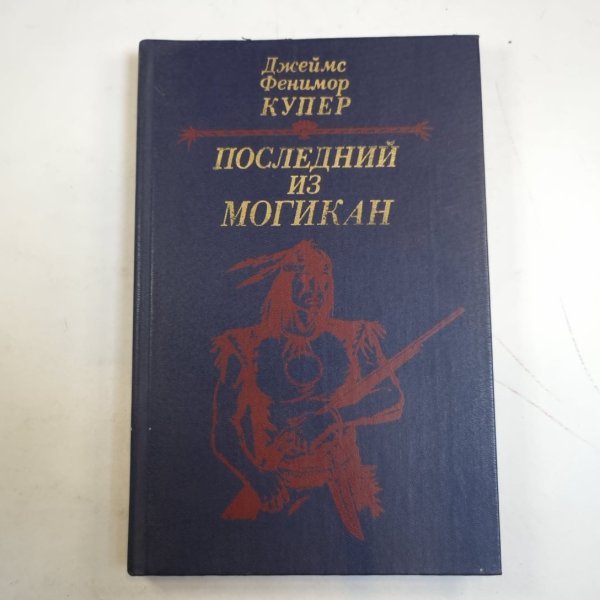 Джеймс
Фенимор
КУПЕР
ПОСЛЕДНИЙ
ИЗ
МОГИКАН